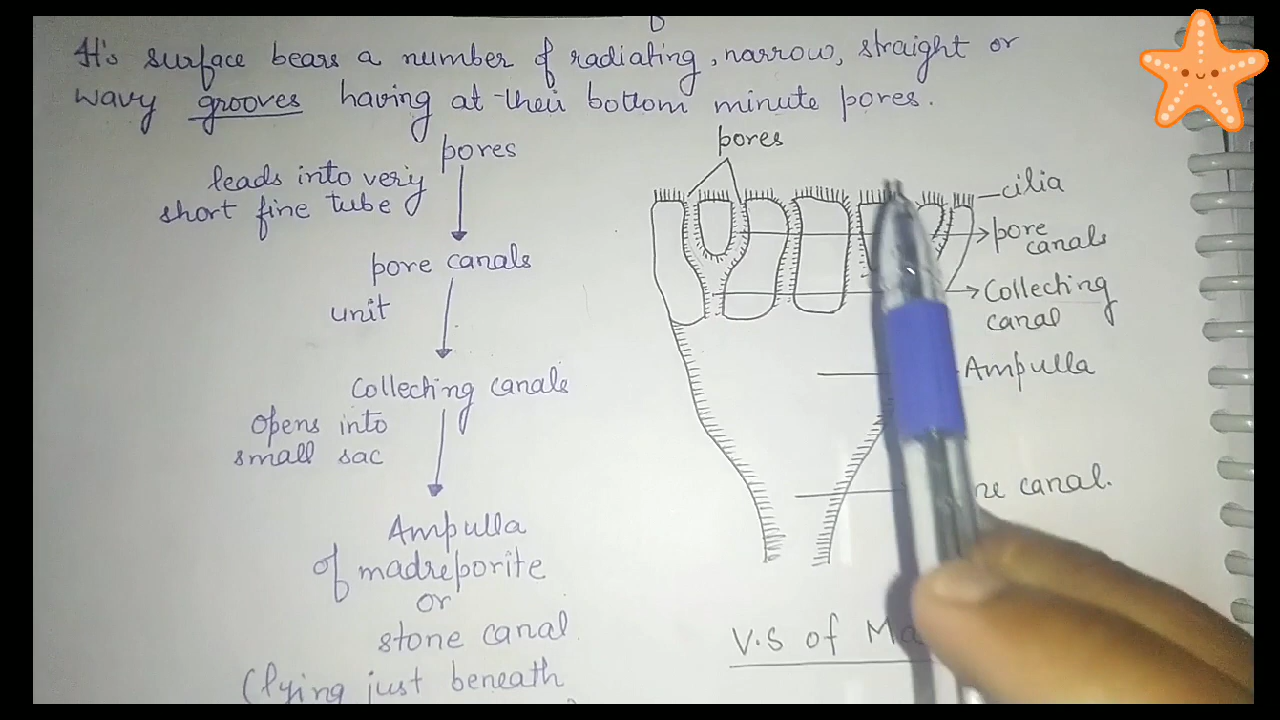 It's surface bears a number of radiating, narrow, straight or
wavy grooves having at their bottom minute pores.
pores
leads into very
short fine tube
pore canals
unit
Collecting canals
opens into
small sac
Ampulla
of madreporite
or
stone canal
(lying just beneath
pores
cilia
pore
canals
Collecting
canal
Ampulla
canal.
V.S of